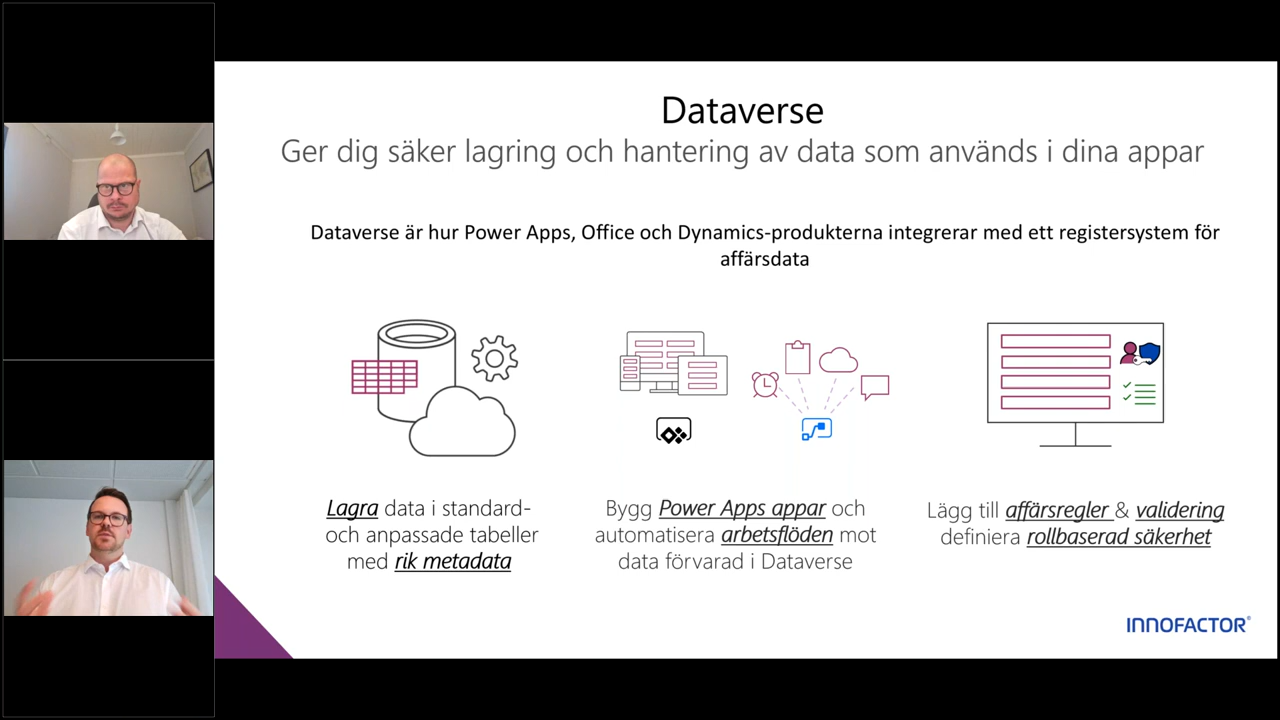 Dataverse
Ger dig säker lagring och hantering av data som används i dina appar
Dataverse är hur Power Apps, Office och Dynamics-produkterna integrerar med ett registersystem för
affärsdata
Lagra data i standard-
och anpassade tabeller
med rik metadata
Bygg Power Apps appar och
automatisera arbetsflöden mot
data förvarad i Dataverse
Lägg till affärsregler & validering
definiera rollbaserad säkerhet
INNOFACTOR®